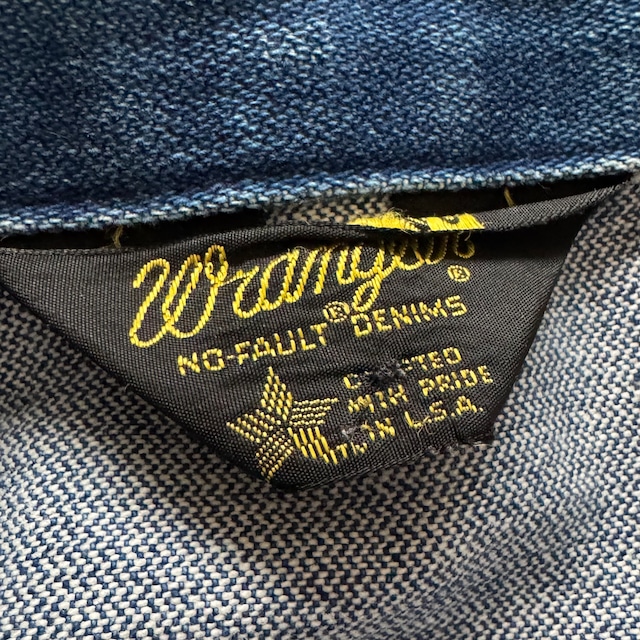 Wrangler®
NO-FAULT® DENIMS
WITH PRIDE
IN U.S.A.